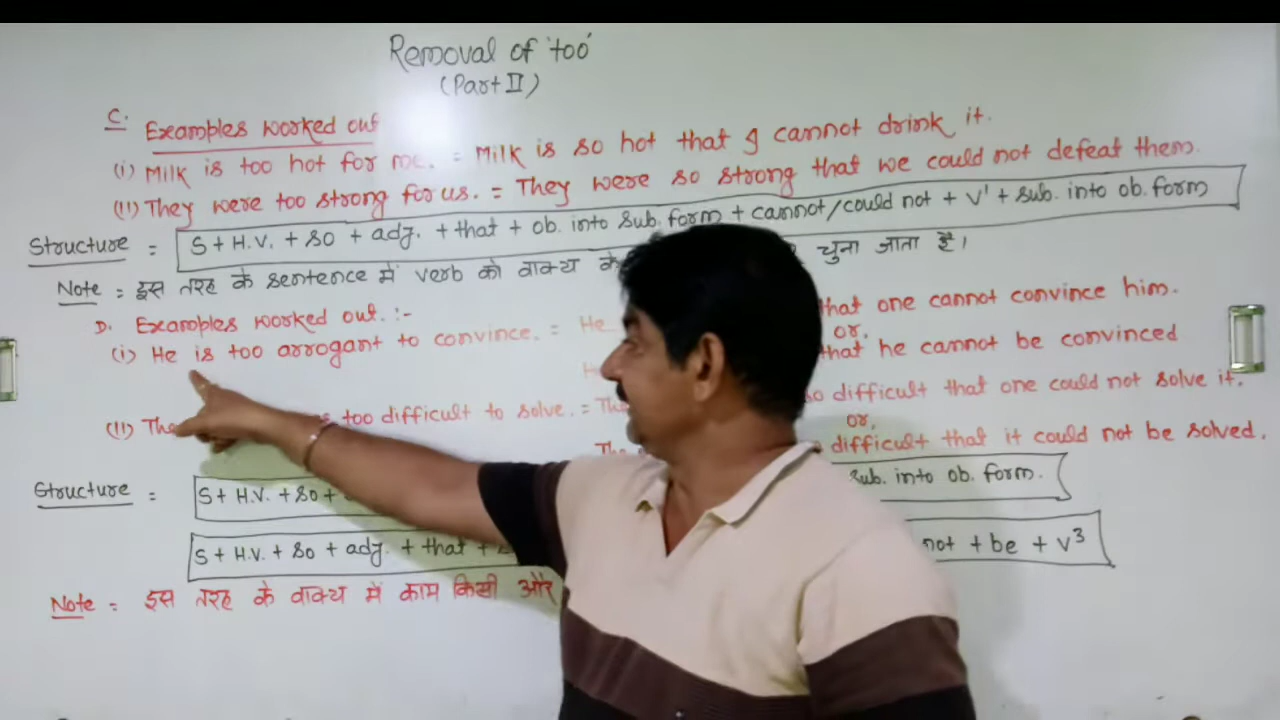 Removal of 'too'
(Part II)
C. Examples worked out
(i) Milk is too hot for me. = Milk is so hot that I cannot drink it.
(II) They were too strong for us. = They were so strong that we could not defeat them.
Structure = S + H.V. + so + adj. + that + ob. into sub. form + cannot/could not + V¹ + sub. into ob. form
Note = इस तरह के sentence में verb को वाक्य के चुना जाता है।
D. Examples worked out :-
(i) He is too arrogant to convince. = He that one cannot convince him.
or,
He that he cannot be convinced
(II) too difficult to solve. = so difficult that one could not solve it.
or,
The difficult that it could not be solved.
Structure = S + H.V. + so + sub. into ob. form.
S + H.V. + so + adj. + that + not + be + V³
Note = इस तरह के वाक्य में काम किसी और